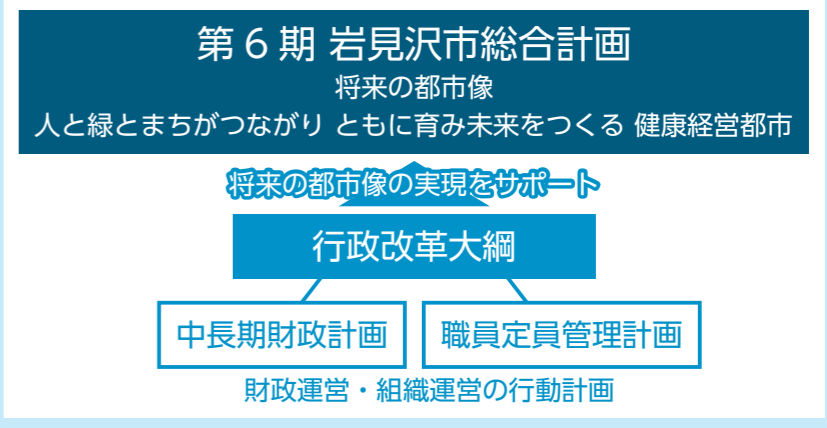 第6期 岩見沢市総合計画
将来の都市像
人と緑とまちがつながり ともに育み未来をつくる 健康経営都市
将来の都市像の実現をサポート
行政改革大綱
中長期財政計画
職員定員管理計画
財政運営・組織運営の行動計画